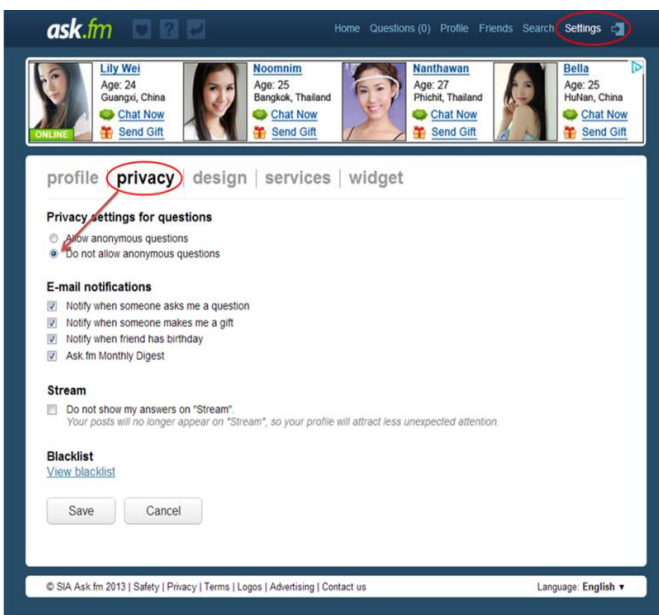 ask.fm
Home Questions (0) Profile Friends Search Settings
Lily Wei
Age: 24
Guangxi, China
Chat Now
Send Gift
ONLINE
Noomnim
Age: 25
Bangkok, Thailand
Chat Now
Send Gift
Nanthawan
Age: 27
Phichit, Thailand
Chat Now
Send Gift
Bella
Age: 25
HuNan, China
Chat Now
Send Gift
profile | privacy | design | services | widget
Privacy settings for questions
Allow anonymous questions
Do not allow anonymous questions
E-mail notifications
Notify when someone asks me a question
Notify when someone makes me a gift
Notify when friend has birthday
Ask.fm Monthly Digest
Stream
Do not show my answers on "Stream".
Your posts will no longer appear on "Stream", so your profile will attract less unexpected attention.
Blacklist
View blacklist
Save Cancel
© SIA Ask.fm 2013 | Safety | Privacy | Terms | Logos | Advertising | Contact us Language: English ▾